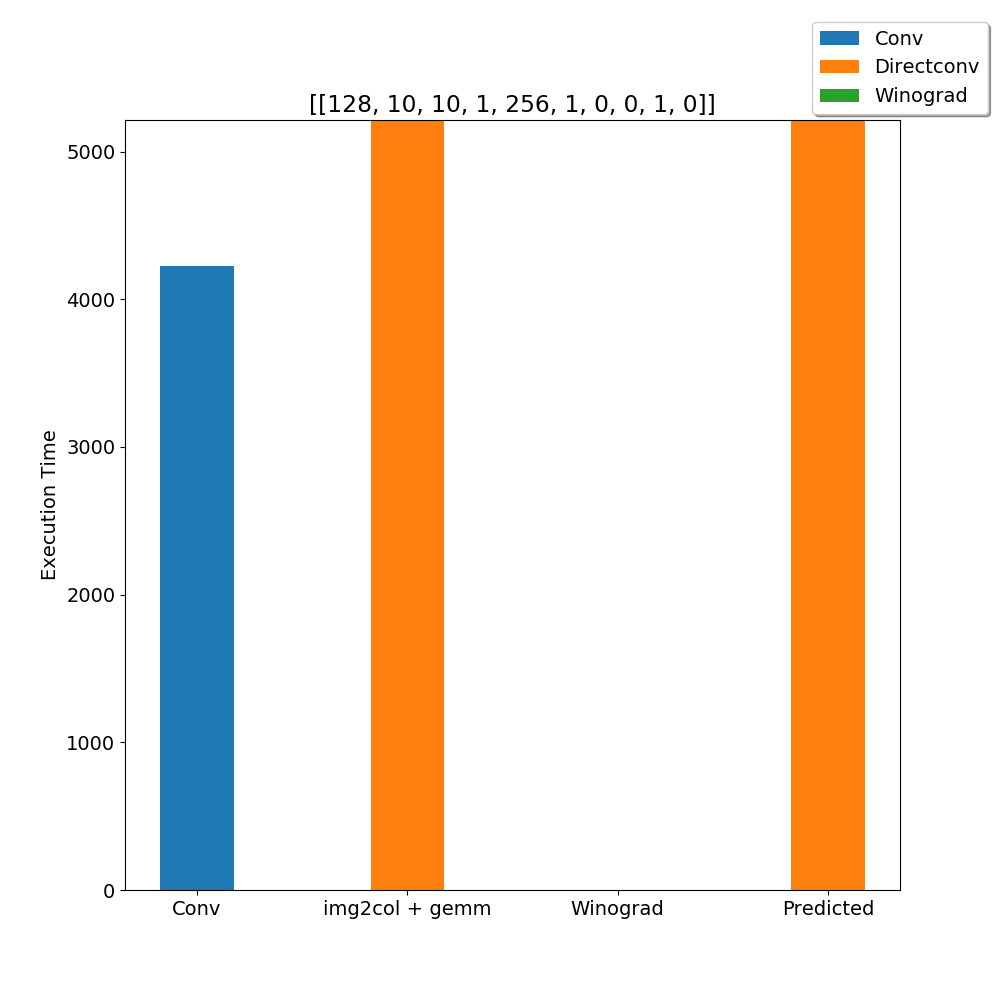 Conv
Directconv
Winograd
[[128, 10, 10, 1, 256, 1, 0, 0, 1, 0]]
Execution Time
5000
4000
3000
2000
1000
0
Conv
img2col + gemm
Winograd
Predicted